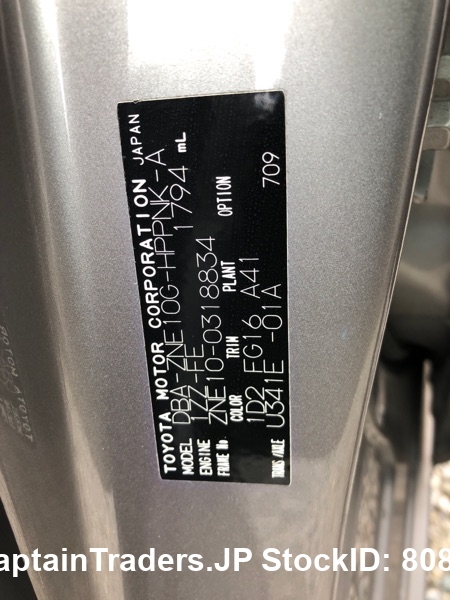 TOYOTA MOTOR CORPORATION JAPAN
MODEL DBA-ZNE10G-HPPNK-A
ENGINE 1ZZ-FE 1794 mL
FRAME No. ZNE10-0318834
COLOR TRIM PLANT OPTION
1D2 FG16 A41 709
TRANS/AXLE U341E -01A
aptainTraders.JP StockID: 808